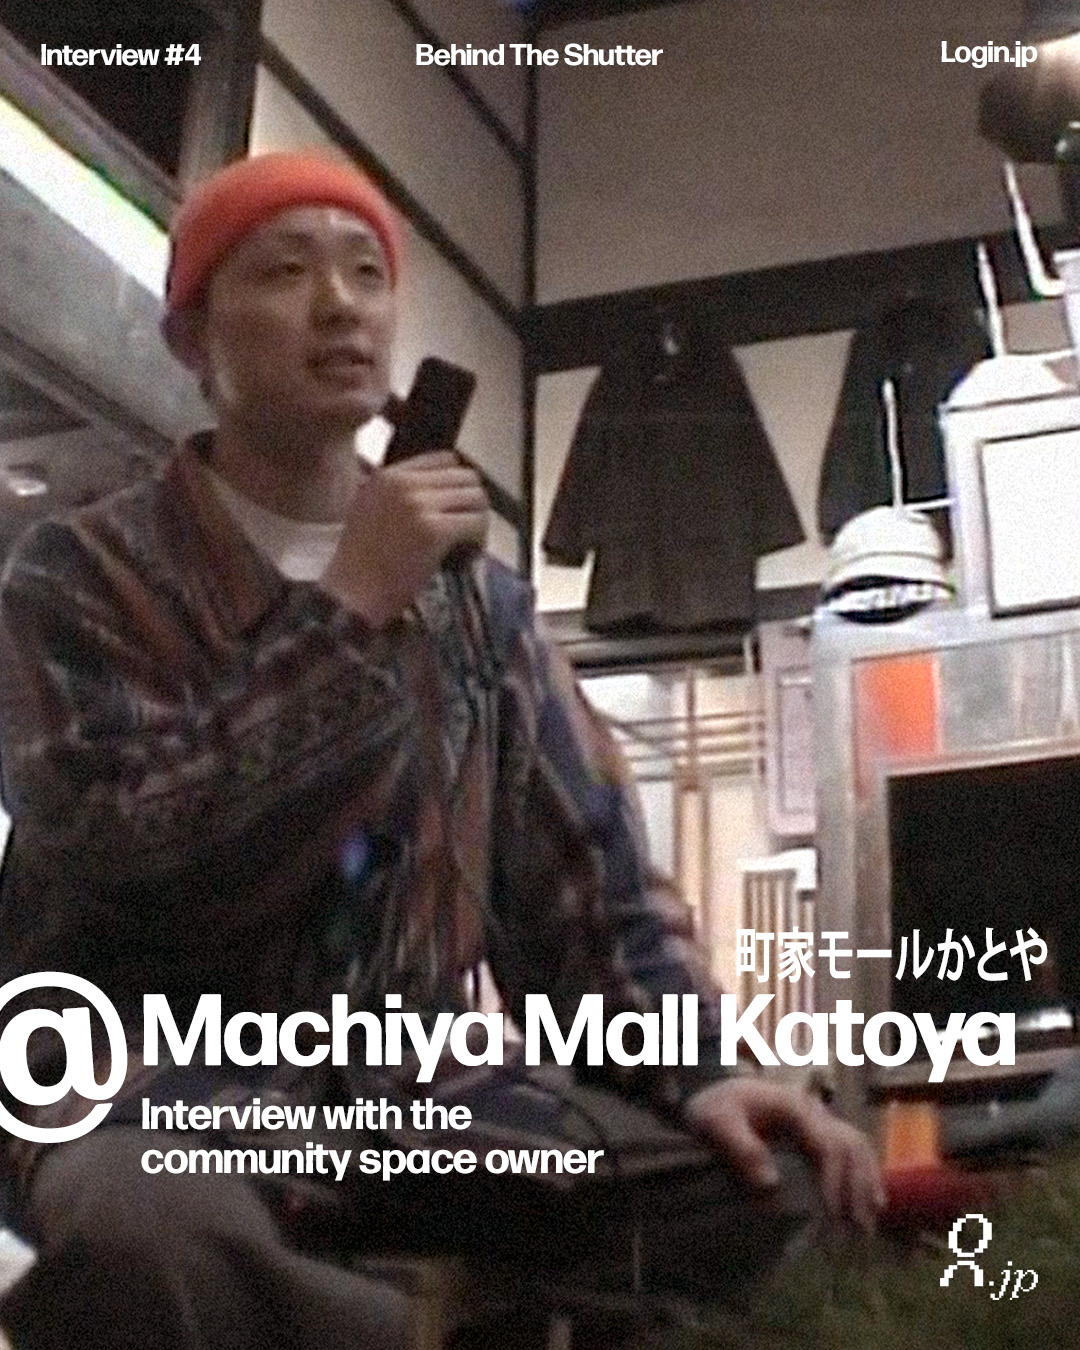 Interview #4
Behind The Shutter
Login.jp
町家モールかとや
@Machiya Mall Katoya
Interview with the
community space owner
.jp